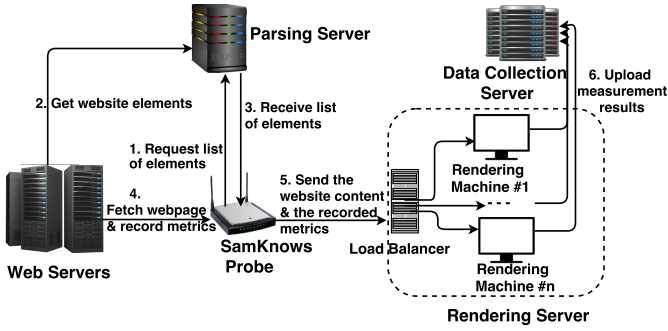 Parsing Server
2. Get website elements
3. Receive list
of elements
1. Request list
of elements
4.
Fetch webpage
& record metrics
Web Servers
SamKnows
Probe
5. Send the
website content
& the recorded
metrics
Load Balancer
Data Collection
Server
6. Upload
measurement
results
Rendering
Machine #1
Rendering
Machine #n
Rendering Server